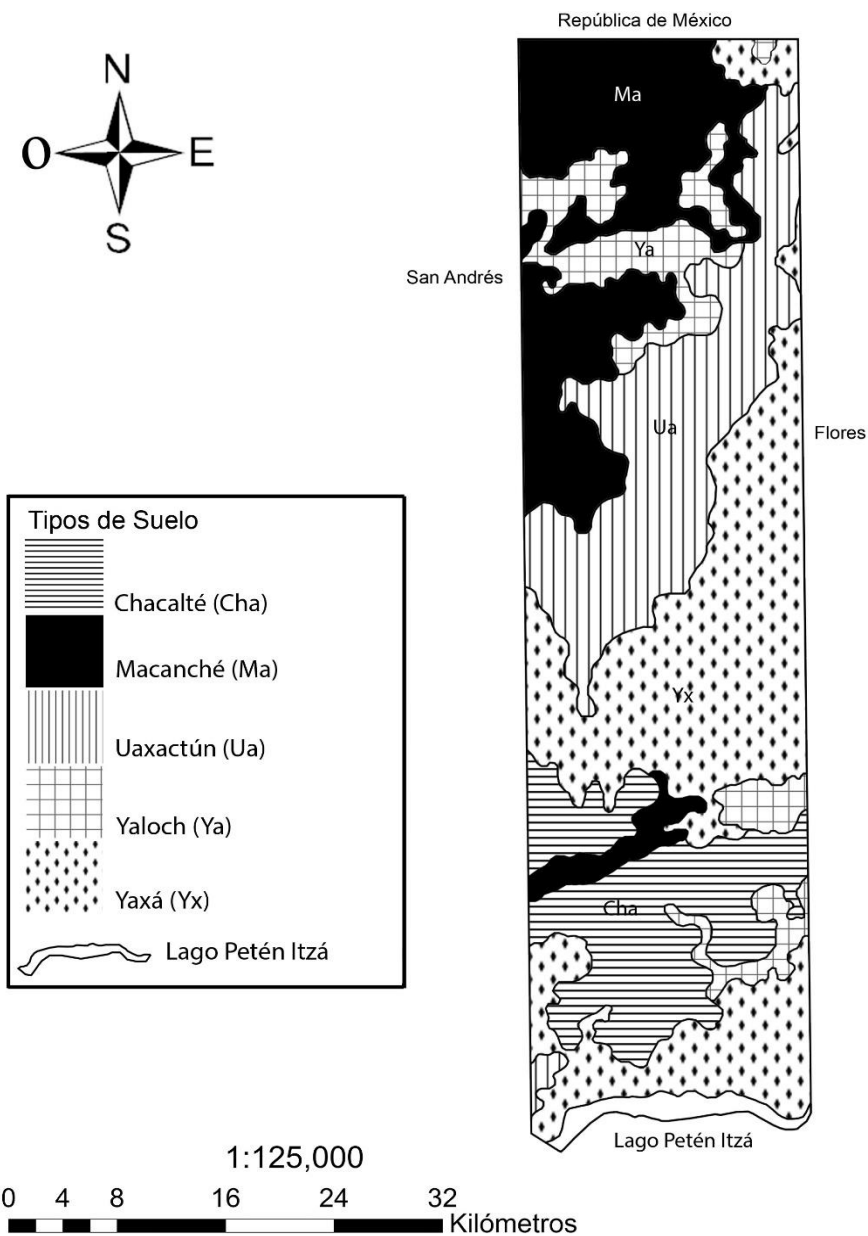 República de México
N
O
E
S
Ma
Ya
San Andrés
Ua
Flores
Tipos de Suelo
Chacalté (Cha)
Macanché (Ma)
Uaxactún (Ua)
Yaloch (Ya)
Yaxá (Yx)
Lago Petén Itzá
Yx
Cha
Lago Petén Itzá
1:125,000
0 4 8 16 24 32
Kilómetros